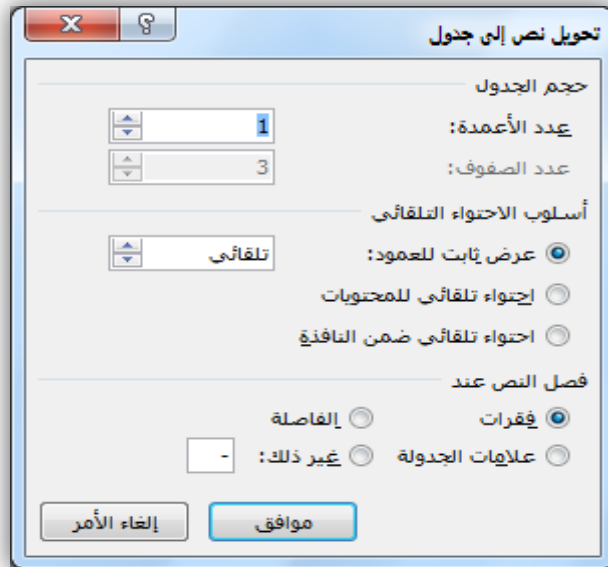 تحويل نص إلى جدول
حجم الجدول
عدد الأعمدة: 1
عدد الصفوف: 3
أسلوب الاحتواء التلقائي
عرض ثابت للعمود: تلقائي
احتواء تلقائي للمحتويات
احتواء تلقائي ضمن النافذة
فصل النص عند
فقرات الفاصلة
علامات الجدولة غير ذلك: -
موافق إلغاء الأمر